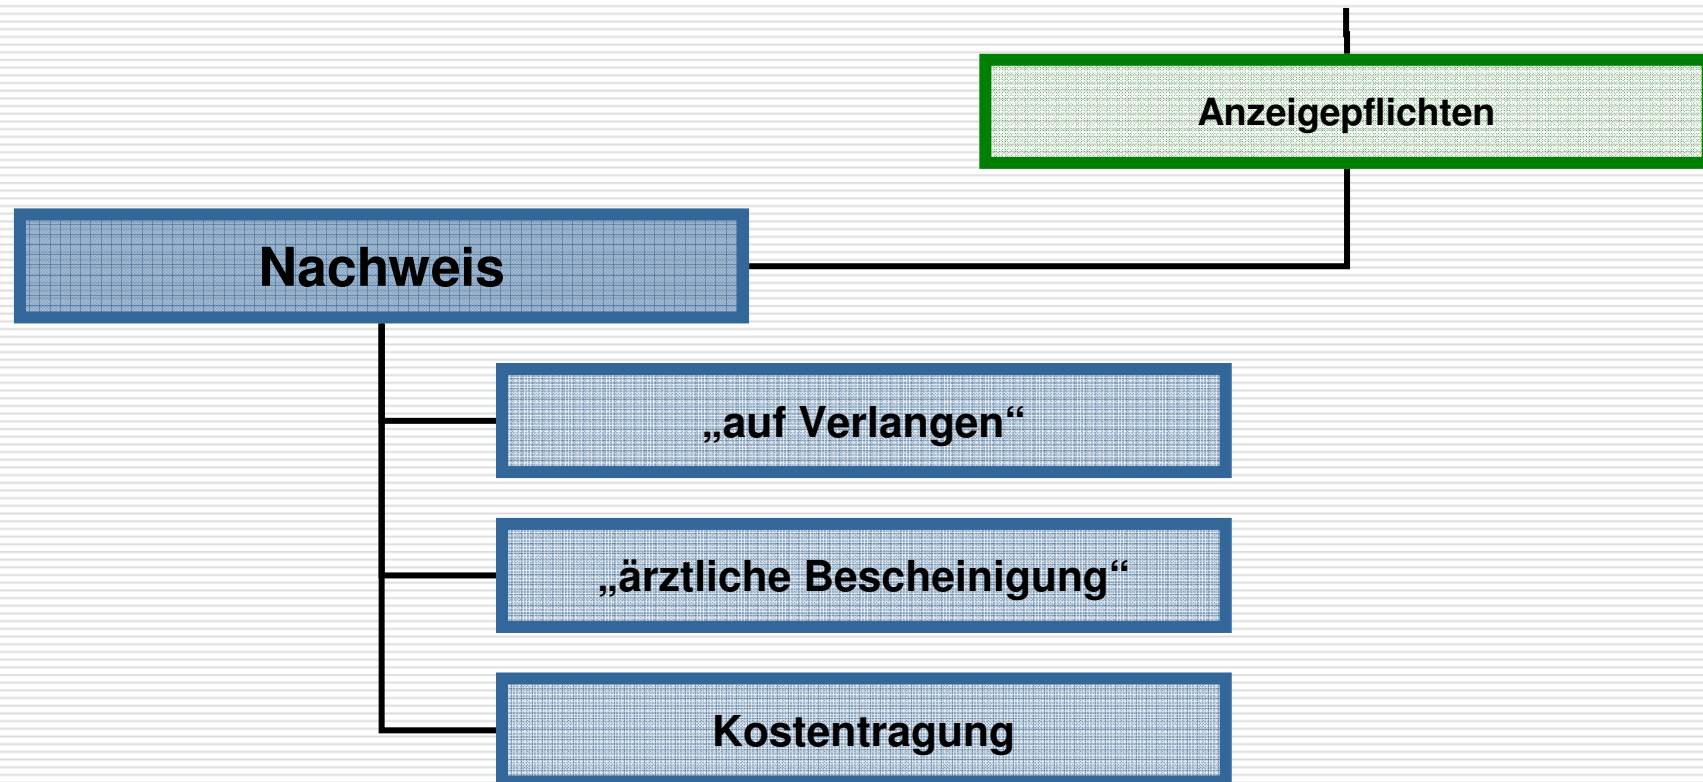 Anzeigepflichten
Nachweis
„auf Verlangen“
„ärztliche Bescheinigung“
Kostentragung